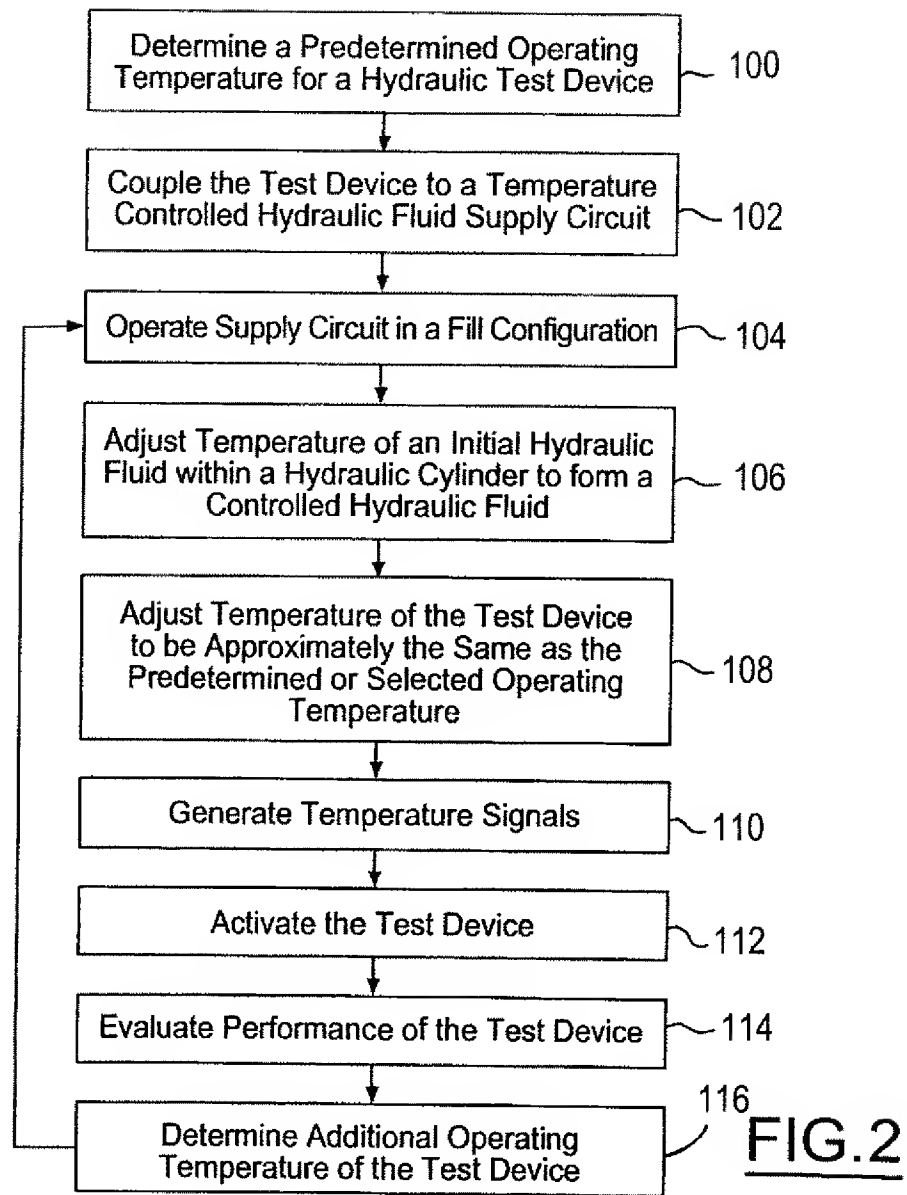 Determine a Predetermined Operating
Temperature for a Hydraulic Test Device
100
Couple the Test Device to a Temperature
Controlled Hydraulic Fluid Supply Circuit
102
Operate Supply Circuit in a Fill Configuration
104
Adjust Temperature of an Initial Hydraulic
Fluid within a Hydraulic Cylinder to form a
Controlled Hydraulic Fluid
106
Adjust Temperature of the Test Device
to be Approximately the Same as the
Predetermined or Selected Operating
Temperature
108
Generate Temperature Signals
110
Activate the Test Device
112
Evaluate Performance of the Test Device
114
Determine Additional Operating
Temperature of the Test Device
116
FIG.2